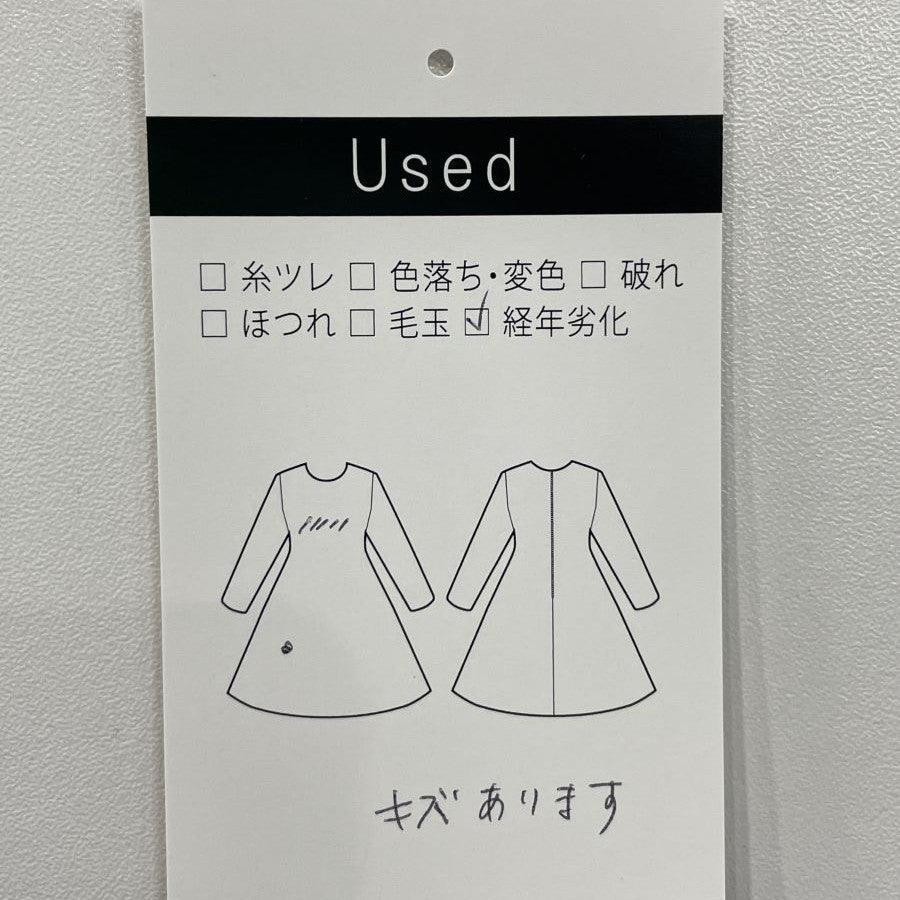 Used
□ 糸ツレ □ 色落ち・変色 □ 破れ
□ ほつれ □ 毛玉 ☑ 経年劣化
キズあります